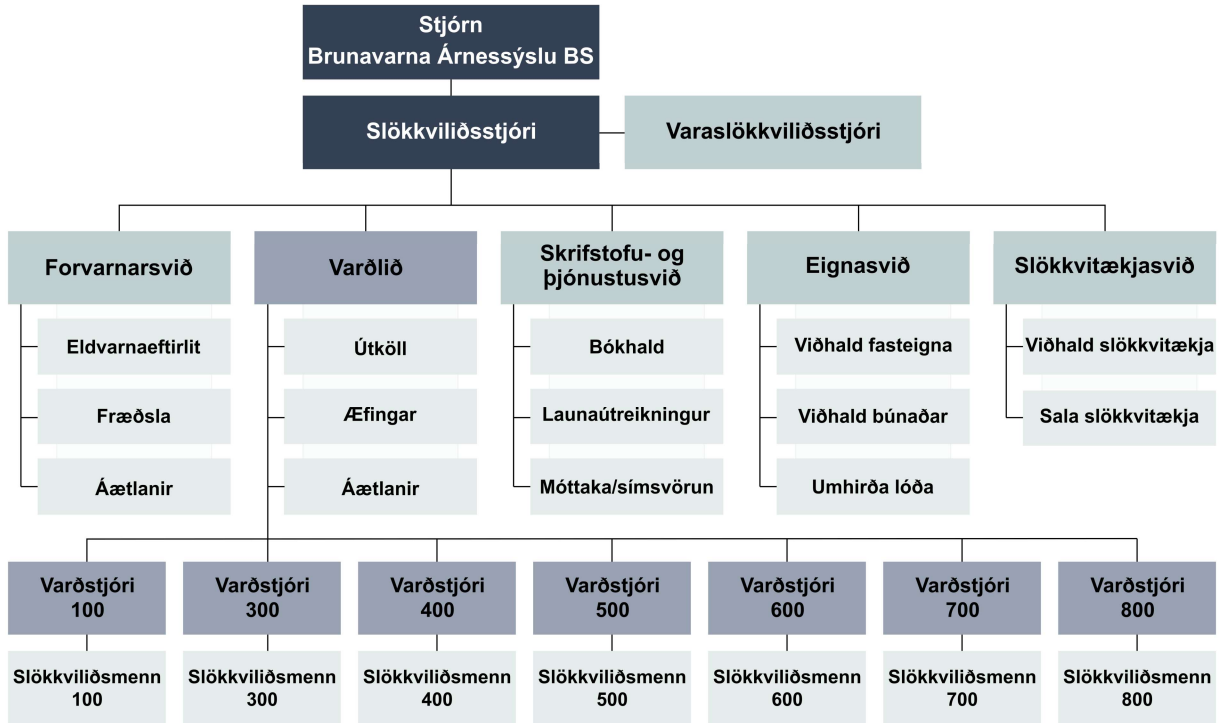 Stjórn
Brunavarna Árnessýslu BS
Slökkviliðsstjóri
Varaslökkviliðsstjóri
Forvarnarsvið
Varðlið
Skrifstofu- og
þjónustusvið
Eignasvið
Slökkvitækjasvið
Eldvarnaeftirlit
Útköll
Bókhald
Viðhald fasteigna
Viðhald slökkvitækja
Fræðsla
Æfingar
Launaútreikningur
Viðhald búnaðar
Sala slökkvitækja
Áætlanir
Áætlanir
Móttaka/símsvörun
Umhirða lóða
Varðstjóri
100
Varðstjóri
300
Varðstjóri
400
Varðstjóri
500
Varðstjóri
600
Varðstjóri
700
Varðstjóri
800
Slökkviliðsmenn
100
Slökkviliðsmenn
300
Slökkviliðsmenn
400
Slökkviliðsmenn
500
Slökkviliðsmenn
600
Slökkviliðsmenn
700
Slökkviliðsmenn
800